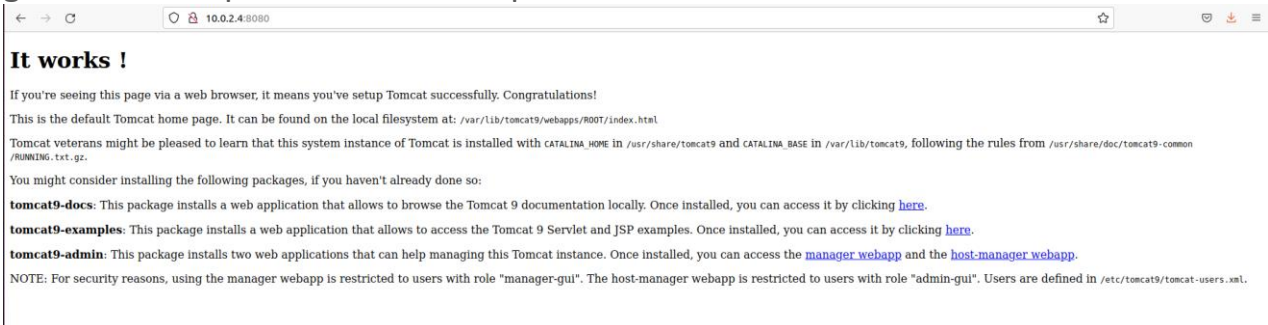 10.0.2.4:8080
It works !
If you're seeing this page via a web browser, it means you've setup Tomcat successfully. Congratulations!
This is the default Tomcat home page. It can be found on the local filesystem at: /var/lib/tomcat9/webapps/ROOT/index.html
Tomcat veterans might be pleased to learn that this system instance of Tomcat is installed with CATALINA_HOME in /usr/share/tomcat9 and CATALINA_BASE in /var/lib/tomcat9, following the rules from /usr/share/doc/tomcat9-common
/RUNNING.txt.gz.
You might consider installing the following packages, if you haven't already done so:
tomcat9-docs: This package installs a web application that allows to browse the Tomcat 9 documentation locally. Once installed, you can access it by clicking here.
tomcat9-examples: This package installs a web application that allows to access the Tomcat 9 Servlet and JSP examples. Once installed, you can access it by clicking here.
tomcat9-admin: This package installs two web applications that can help managing this Tomcat instance. Once installed, you can access the manager webapp and the host-manager webapp.
NOTE: For security reasons, using the manager webapp is restricted to users with role "manager-gui". The host-manager webapp is restricted to users with role "admin-gui". Users are defined in /etc/tomcat9/tomcat-users.xml.